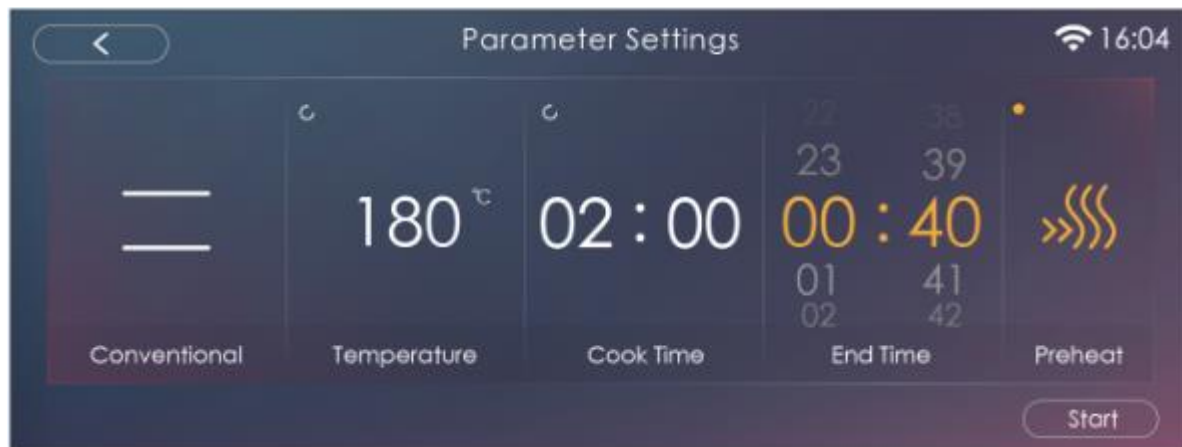 Parameter Settings
16:04
22 38
23 39
180 °C
02 : 00
00 : 40
01 41
02 42
Conventional
Temperature
Cook Time
End Time
Preheat
Start